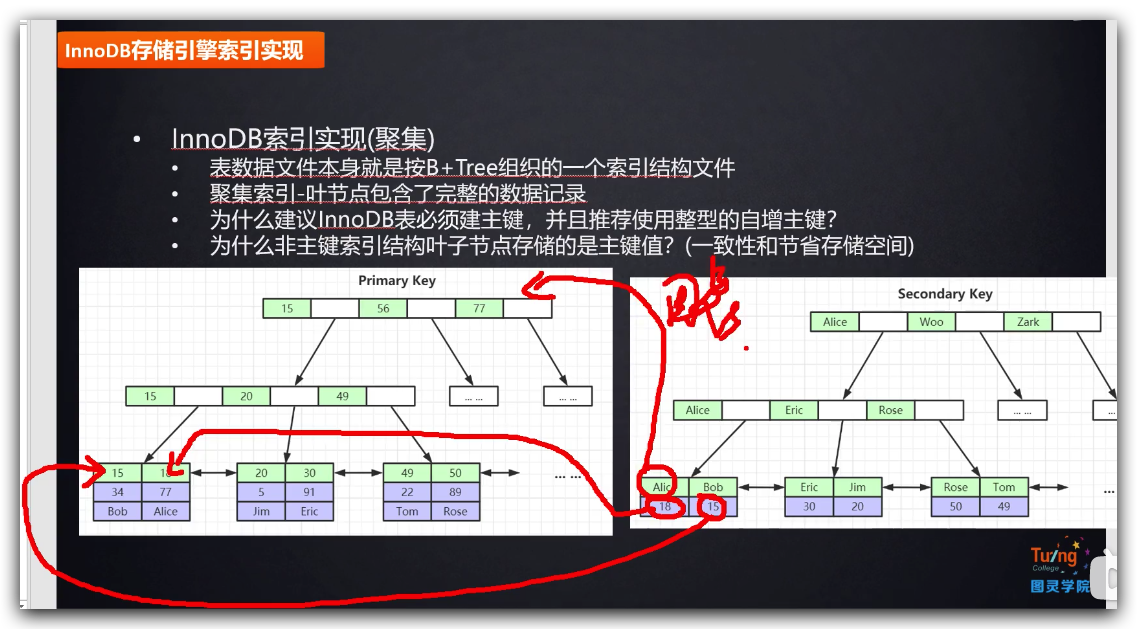 InnoDB存储引擎索引实现
• InnoDB索引实现(聚集)
• 表数据文件本身就是按B+Tree组织的一个索引结构文件
• 聚集索引-叶节点包含了完整的数据记录
• 为什么建议InnoDB表必须建主键，并且推荐使用整型的自增主键？
• 为什么非主键索引结构叶子节点存储的是主键值？(一致性和节省存储空间)
Primary Key
15 56 77
15 20 49
... ... ... ...
15 18 20 30 49 50 ... ...
34 77 5 91 22 89
Bob Alice Jim Eric Tom Rose
Secondary Key
Alice Woo Zark
Alice Eric Rose
... ... ...
Alic Bob Eric Jim Rose Tom ...
18 15 30 20 50 49
Tuling
College
图灵学院